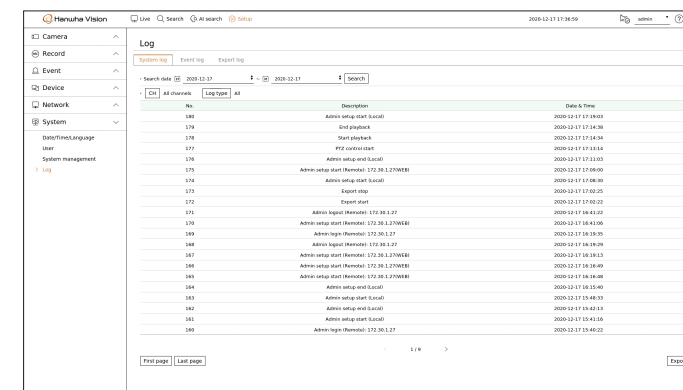 Hanwha Vision Live Search AI search Setup 2020-12-17 17:36:59 admin
Camera
Record
Event
Device
Network
System
Date/Time/Language
User
System management
Log
Log
System log Event log Export log
Search date 2020-12-17 ~ 2020-12-17 Search
CH All channels Log type All
No. Description Date & Time
180 Admin setup start (Local) 2020-12-17 17:19:03
179 End playback 2020-12-17 17:14:38
178 Start playback 2020-12-17 17:14:34
177 PTZ control start 2020-12-17 17:13:14
176 Admin setup end (Local) 2020-12-17 17:11:03
175 Admin setup start (Remote): 172.30.1.27(WEB) 2020-12-17 17:09:00
174 Admin setup start (Local) 2020-12-17 17:08:30
173 Export stop 2020-12-17 17:02:25
172 Export start 2020-12-17 17:02:22
171 Admin logout (Remote): 172.30.1.27 2020-12-17 16:41:22
170 Admin setup start (Remote): 172.30.1.27(WEB) 2020-12-17 16:41:06
169 Admin login (Remote): 172.30.1.27 2020-12-17 16:19:35
168 Admin logout (Remote): 172.30.1.27 2020-12-17 16:19:29
167 Admin setup start (Remote): 172.30.1.27(WEB) 2020-12-17 16:19:13
166 Admin setup start (Remote): 172.30.1.27(WEB) 2020-12-17 16:16:49
165 Admin setup start (Remote): 172.30.1.27(WEB) 2020-12-17 16:16:48
164 Admin setup end (Local) 2020-12-17 16:15:40
163 Admin setup start (Local) 2020-12-17 15:48:33
162 Admin setup end (Local) 2020-12-17 15:42:13
161 Admin setup start (Local) 2020-12-17 15:41:16
160 Admin login (Remote): 172.30.1.27 2020-12-17 15:40:22
1 / 9
First page Last page Expo